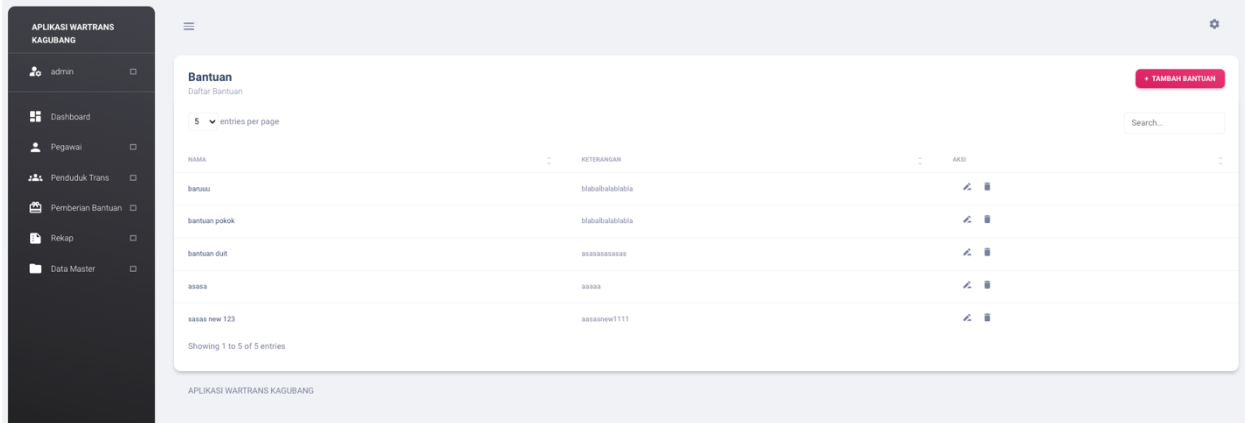 APLIKASI WARTRANS
KAGUBANG
admin
Dashboard
Pegawai
Penduduk Trans
Pemberian Bantuan
Rekap
Data Master
Bantuan
+ TAMBAH BANTUAN
Daftar Bantuan
5 entries per page
Search...
NAMA KETERANGAN AKSI
baruuu blabalbalablabla
bantuan pokok blabalbalablabla
bantuan duit asasasasasas
asasa aaaaa
sasas new 123 aasasnew1111
Showing 1 to 5 of 5 entries
APLIKASI WARTRANS KAGUBANG